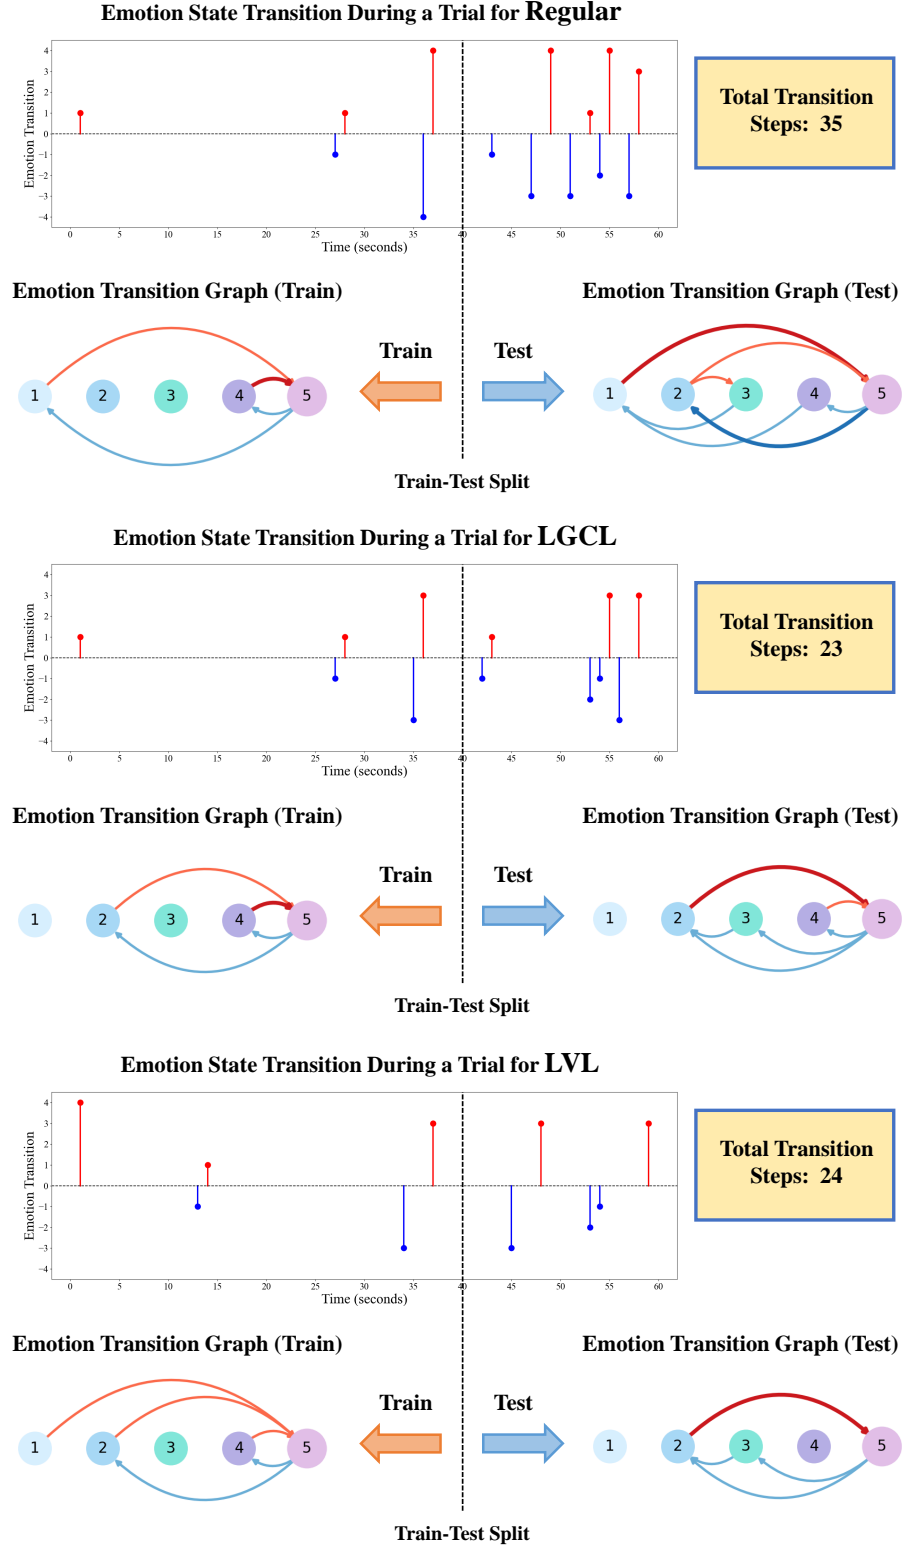 Emotion State Transition During a Trial for Regular
Emotion Transition
4
3
2
1
0
−1
−2
−3
−4
0 5 10 15 20 25 30 35 40 45 50 55 60
Time (seconds)
Total Transition
Steps: 35
Emotion Transition Graph (Train)
Emotion Transition Graph (Test)
Train Test
1 2 3 4 5
1 2 3 4 5
Train-Test Split
Emotion State Transition During a Trial for LGCL
Emotion Transition
4
3
2
1
0
−1
−2
−3
−4
0 5 10 15 20 25 30 35 40 45 50 55 60
Time (seconds)
Total Transition
Steps: 23
Emotion Transition Graph (Train)
Emotion Transition Graph (Test)
Train Test
1 2 3 4 5
1 2 3 4 5
Train-Test Split
Emotion State Transition During a Trial for LVL
Emotion Transition
4
3
2
1
0
−1
−2
−3
−4
0 5 10 15 20 25 30 35 40 45 50 55 60
Time (seconds)
Total Transition
Steps: 24
Emotion Transition Graph (Train)
Emotion Transition Graph (Test)
Train Test
1 2 3 4 5
1 2 3 4 5
Train-Test Split